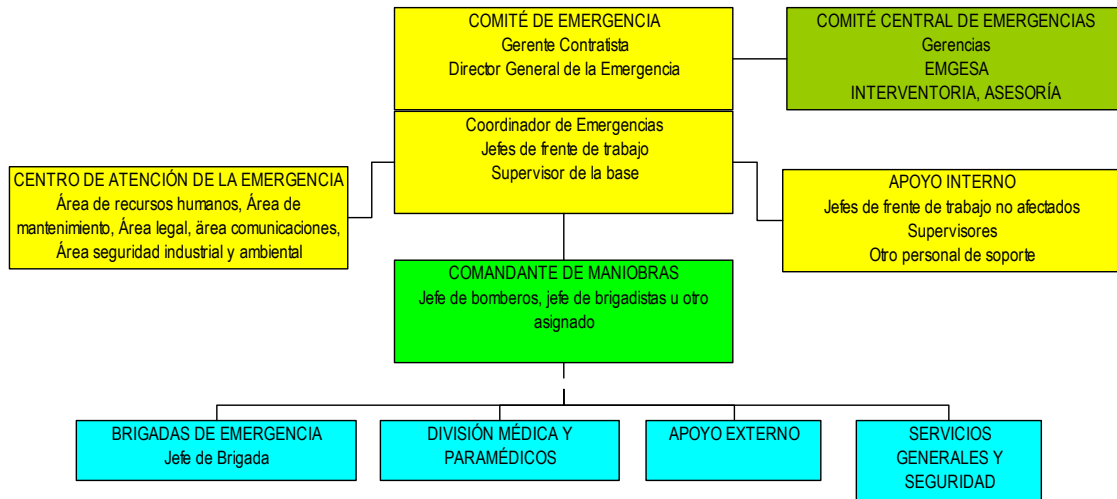 COMITÉ DE EMERGENCIA
Gerente Contratista
Director General de la Emergencia
COMITÉ CENTRAL DE EMERGENCIAS
Gerencias
EMGESA
INTERVENTORIA, ASESORÍA
Coordinador de Emergencias
Jefes de frente de trabajo
Supervisor de la base
CENTRO DE ATENCIÓN DE LA EMERGENCIA
Área de recursos humanos, Área de
mantenimiento, Área legal, ärea comunicaciones,
Área seguridad industrial y ambiental
APOYO INTERNO
Jefes de frente de trabajo no afectados
Supervisores
Otro personal de soporte
COMANDANTE DE MANIOBRAS
Jefe de bomberos, jefe de brigadistas u otro
asignado
BRIGADAS DE EMERGENCIA
Jefe de Brigada
DIVISIÓN MÉDICA Y
PARAMÉDICOS
APOYO EXTERNO
SERVICIOS
GENERALES Y
SEGURIDAD